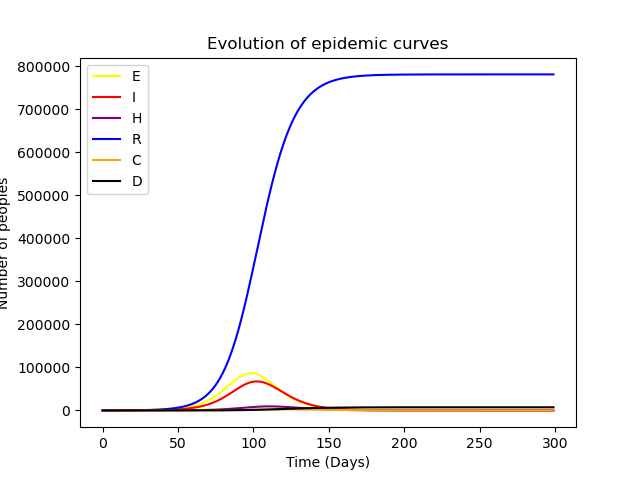 Evolution of epidemic curves
Number of peoples
800000
700000
600000
500000
400000
300000
200000
100000
0
E
I
H
R
C
D
0 50 100 150 200 250 300
Time (Days)